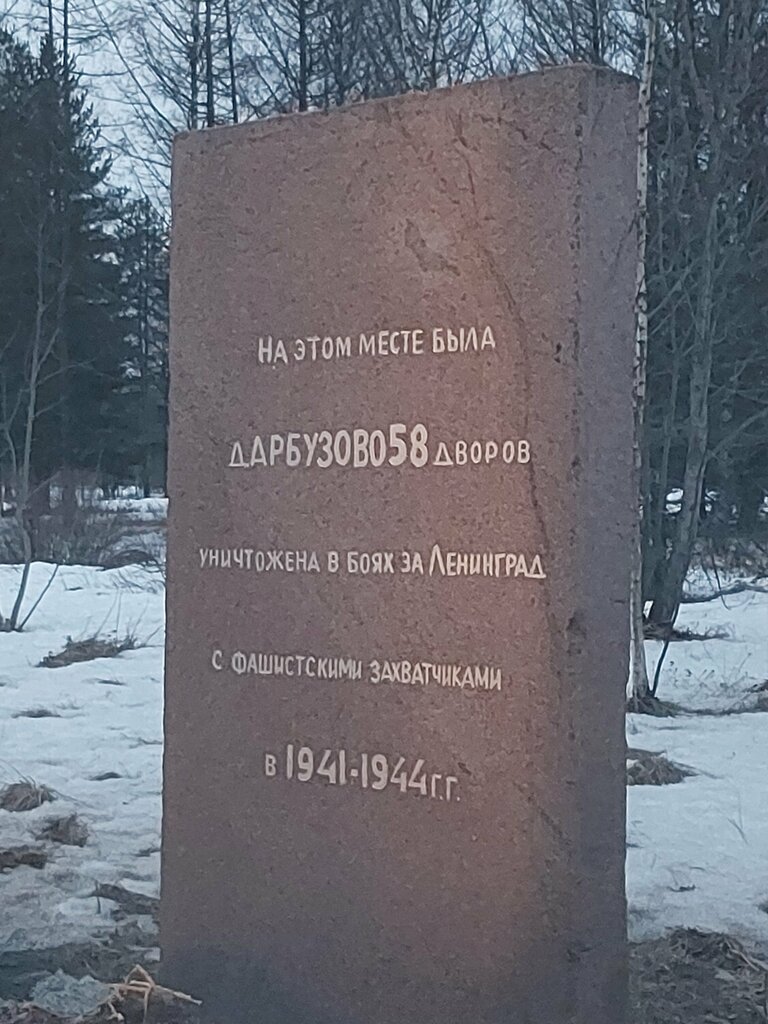 НА ЭТОМ МЕСТЕ БЫЛА
ДАРБУЗОВО 58 ДВОРОВ
УНИЧТОЖЕНА В БОЯХ ЗА ЛЕНИНГРАД
С ФАШИСТСКИМИ ЗАХВАТЧИКАМИ
В 1941-1944 Г.Г.